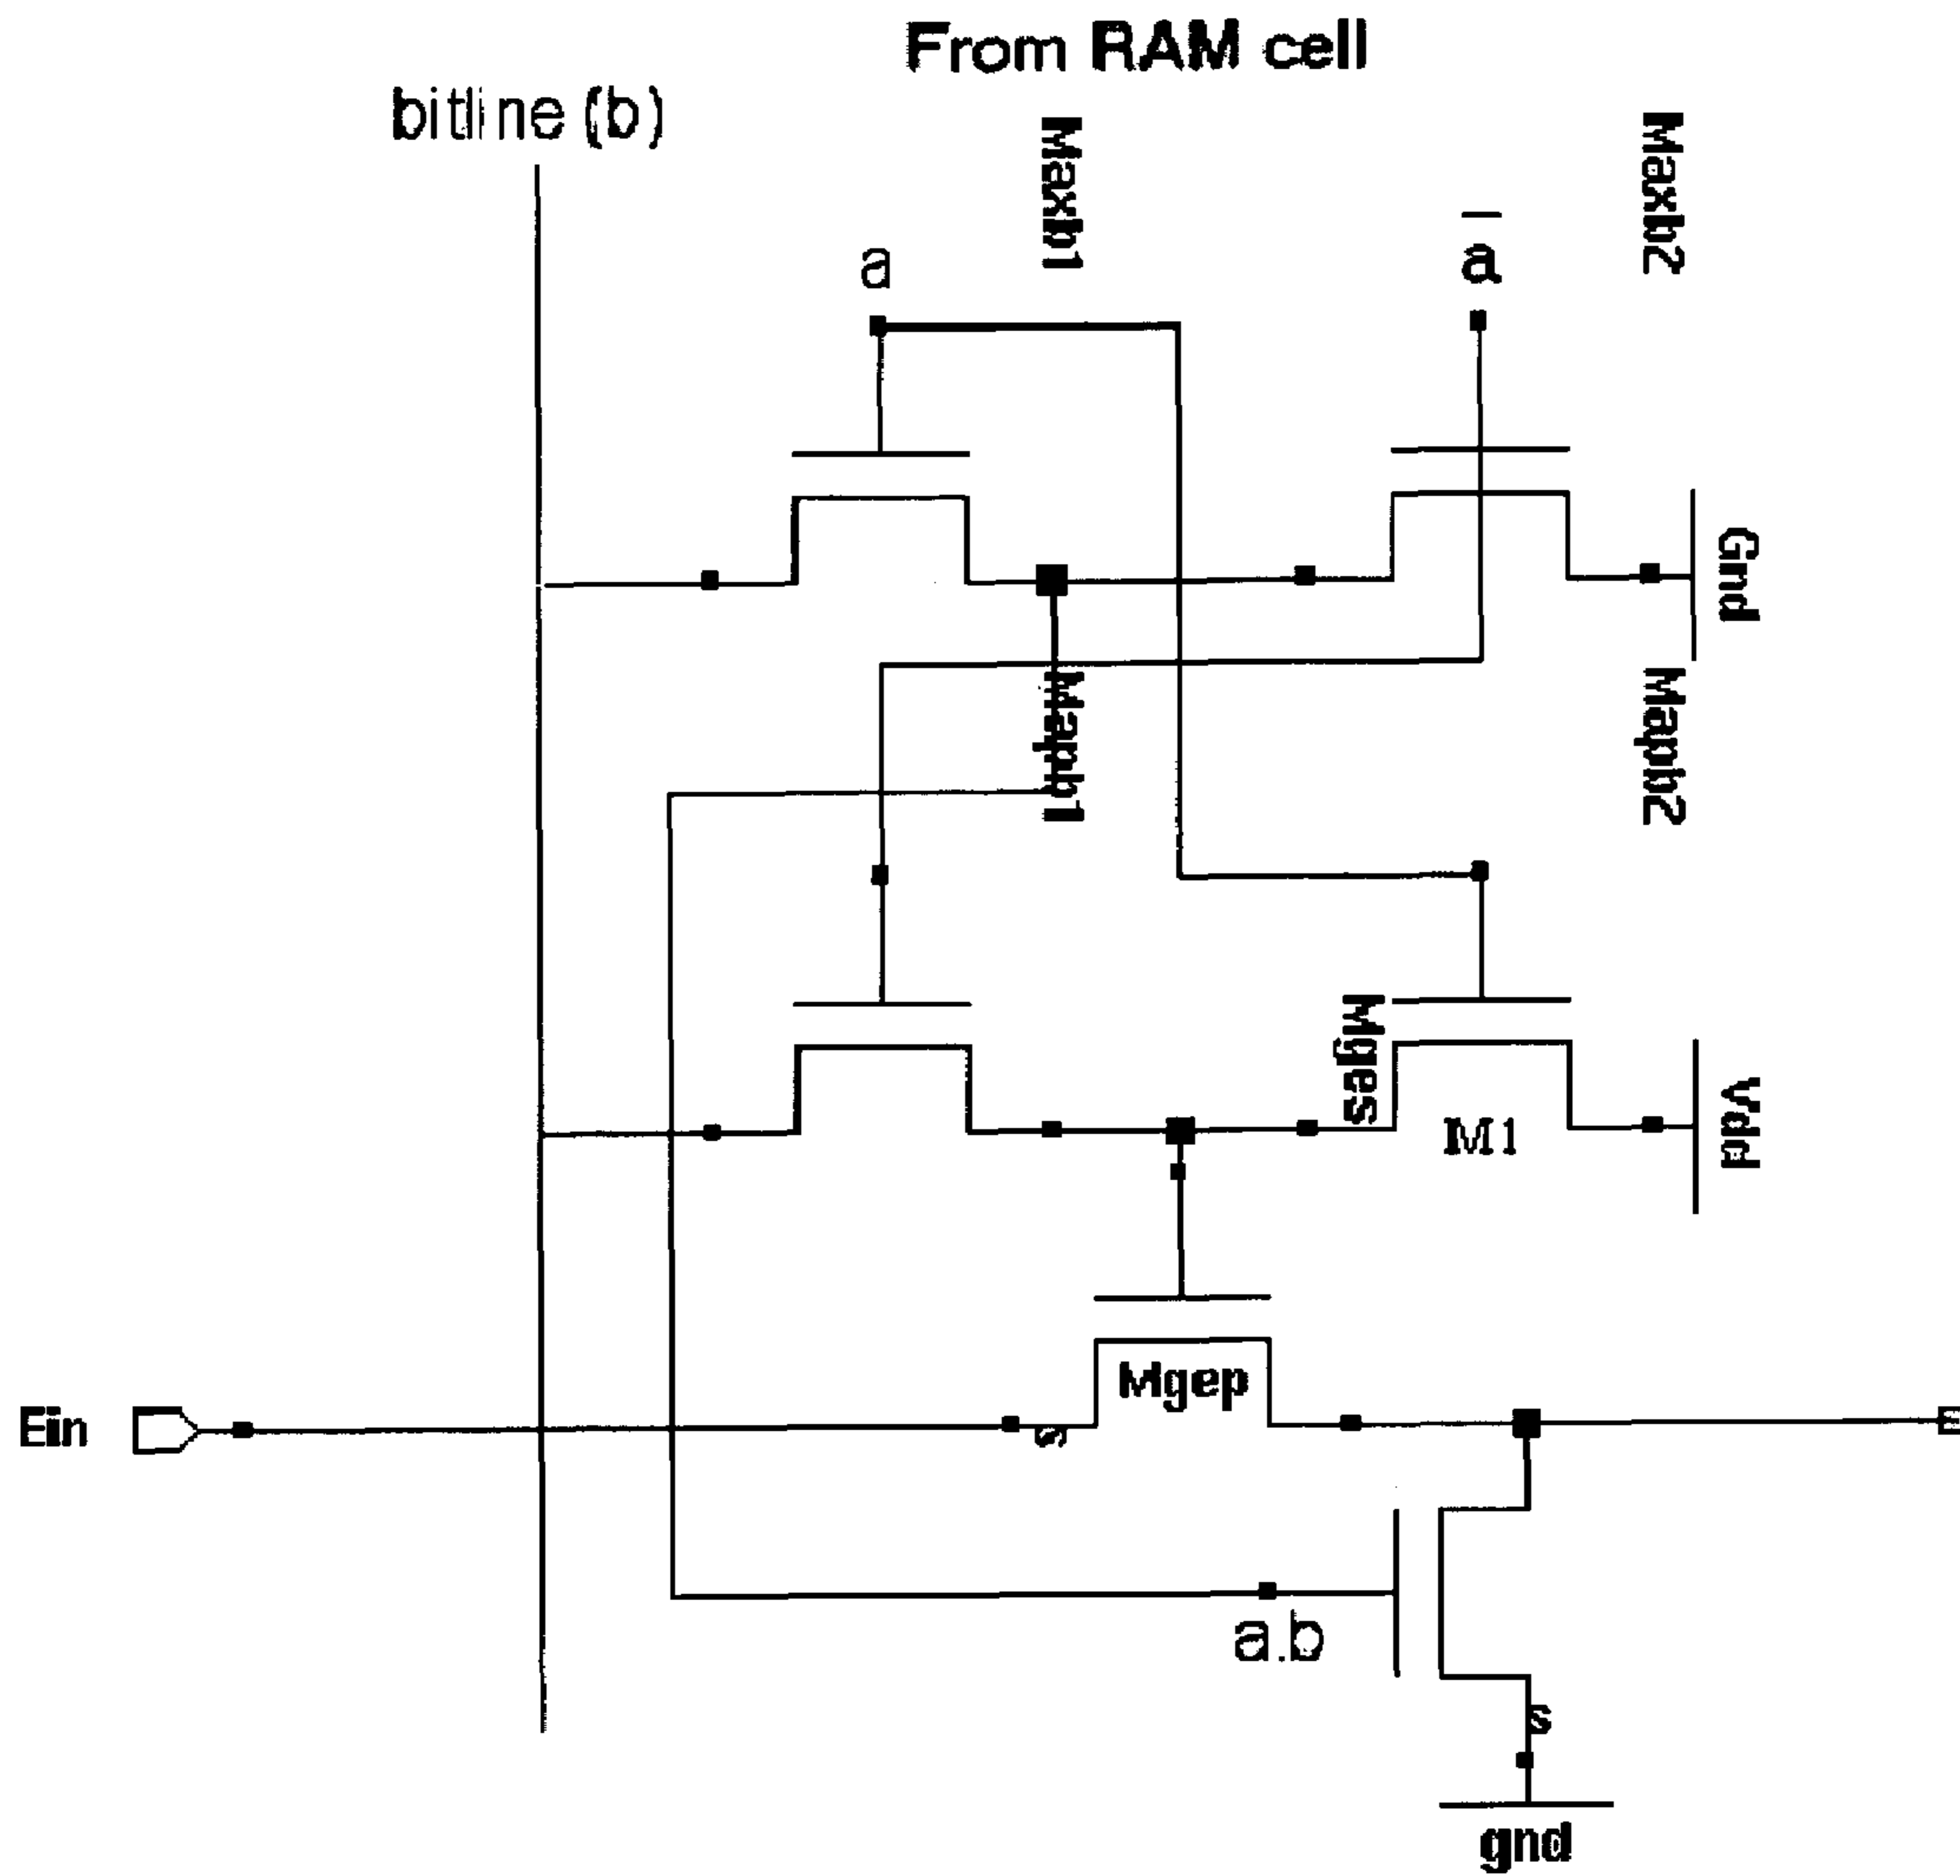 From RAM cell
bitline (b)
Maxb1
Maxb2
a
a
Gnd
Mapb1
Mapb2
Mges
M1
Vdd
Mgep
Ein
s
E
a.b
s
gnd